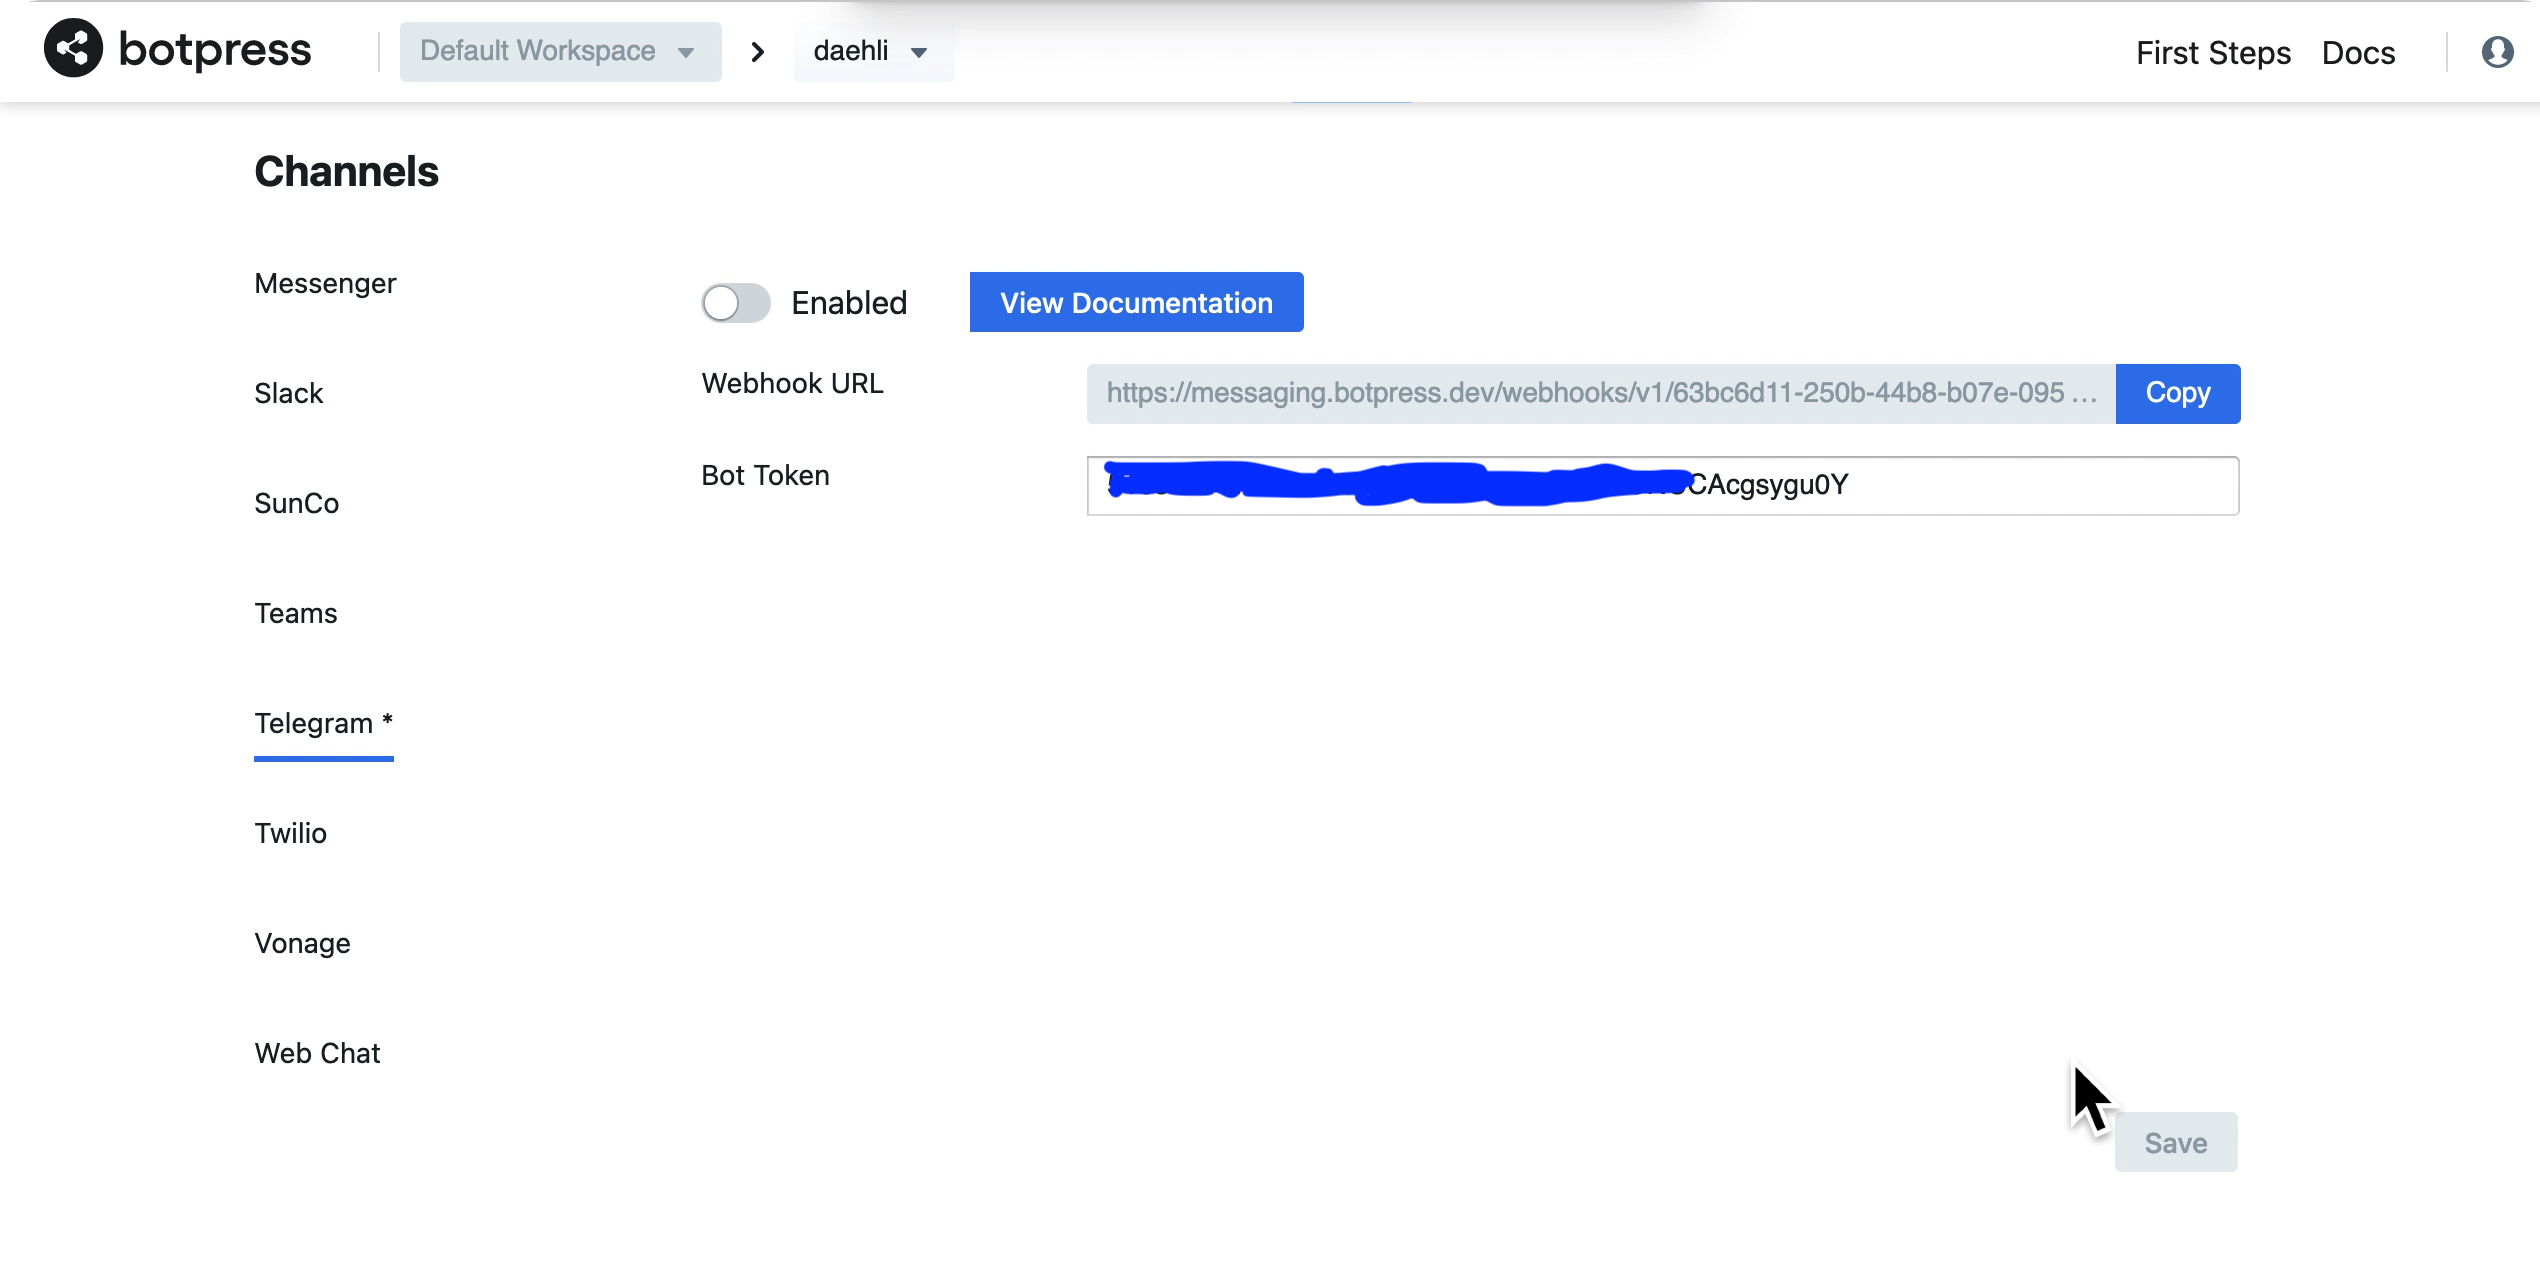 botpress Default Workspace daehli First Steps Docs
Channels
Messenger
Enabled View Documentation
Webhook URL https://messaging.botpress.dev/webhooks/v1/63bc6d11-250b-44b8-b07e-095 ... Copy
Slack
Bot Token CAcgsygu0Y
SunCo
Teams
Telegram *
Twilio
Vonage
Web Chat
Save